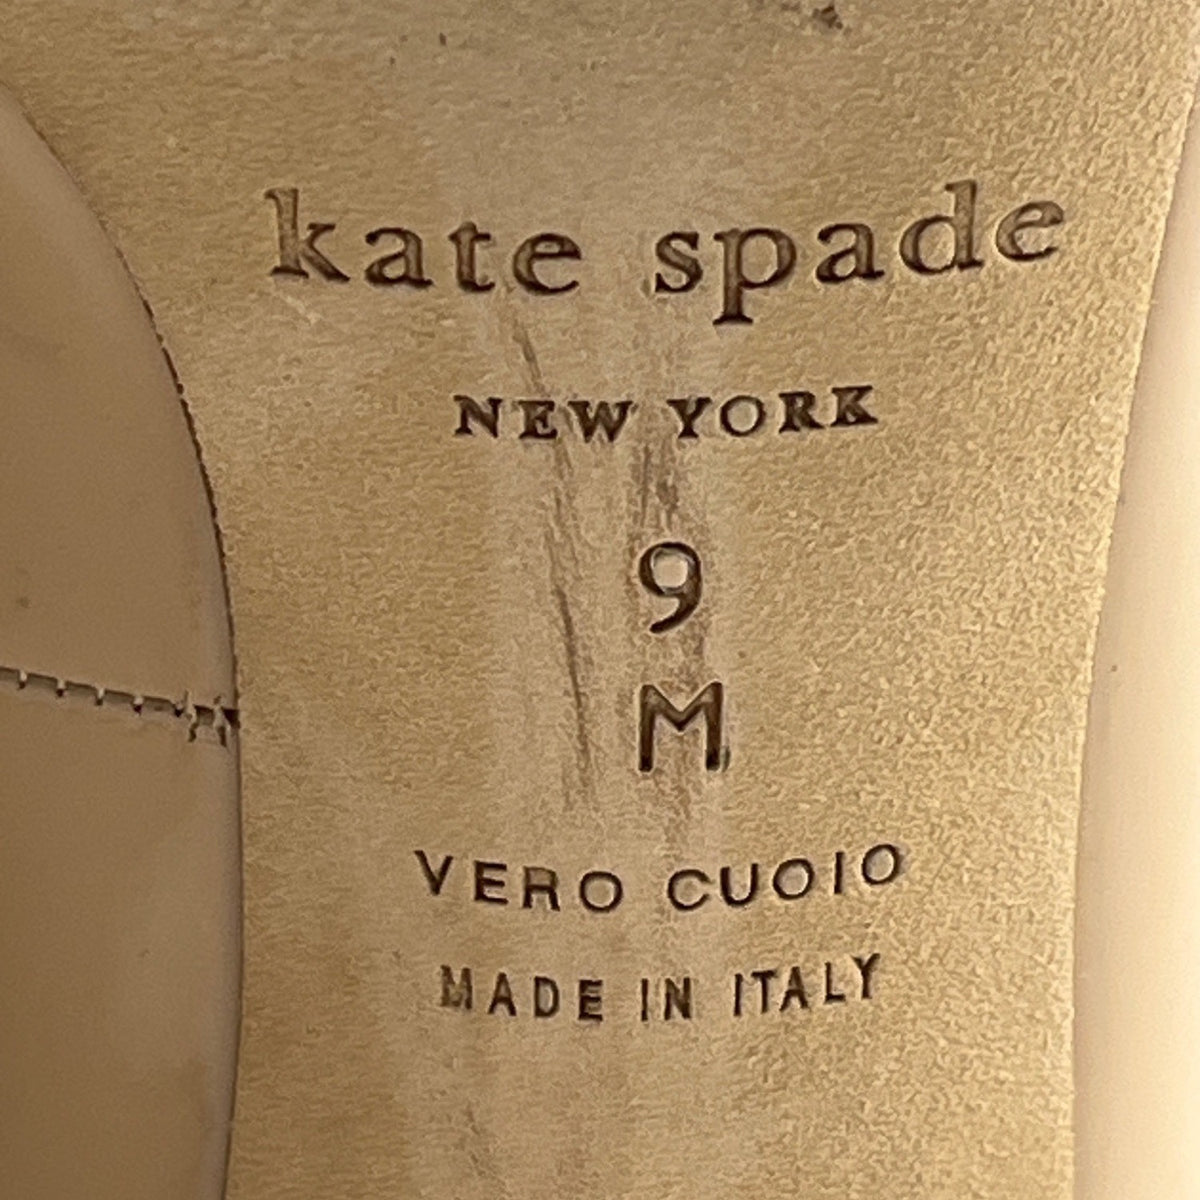 kate spade
NEW YORK
9
M
VERO CUOIO
MADE IN ITALY